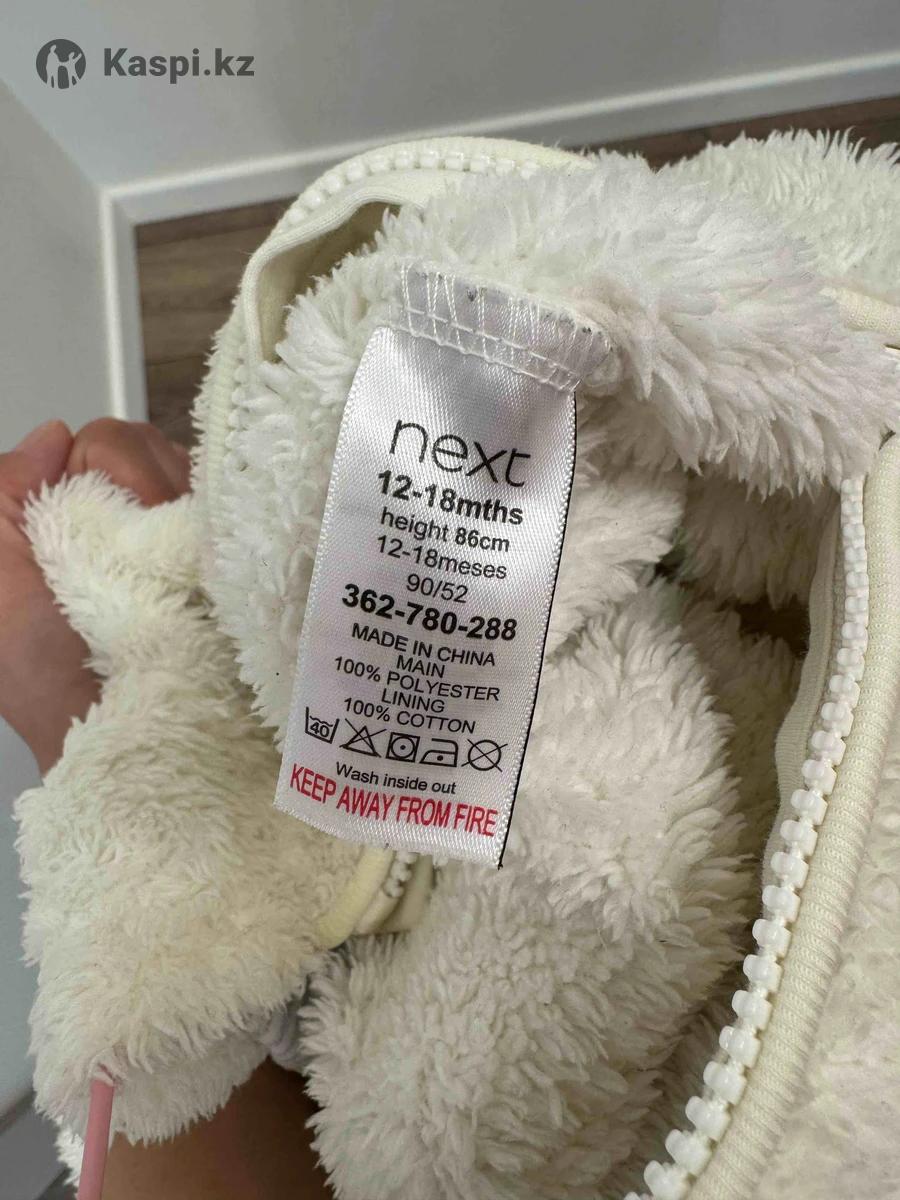 Kaspi.kz
next
12-18mths
height 86cm
12-18meses
90/52
362-780-288
MADE IN CHINA
MAIN
100% POLYESTER
LINING
100% COTTON
40
Wash inside out
KEEP AWAY FROM FIRE